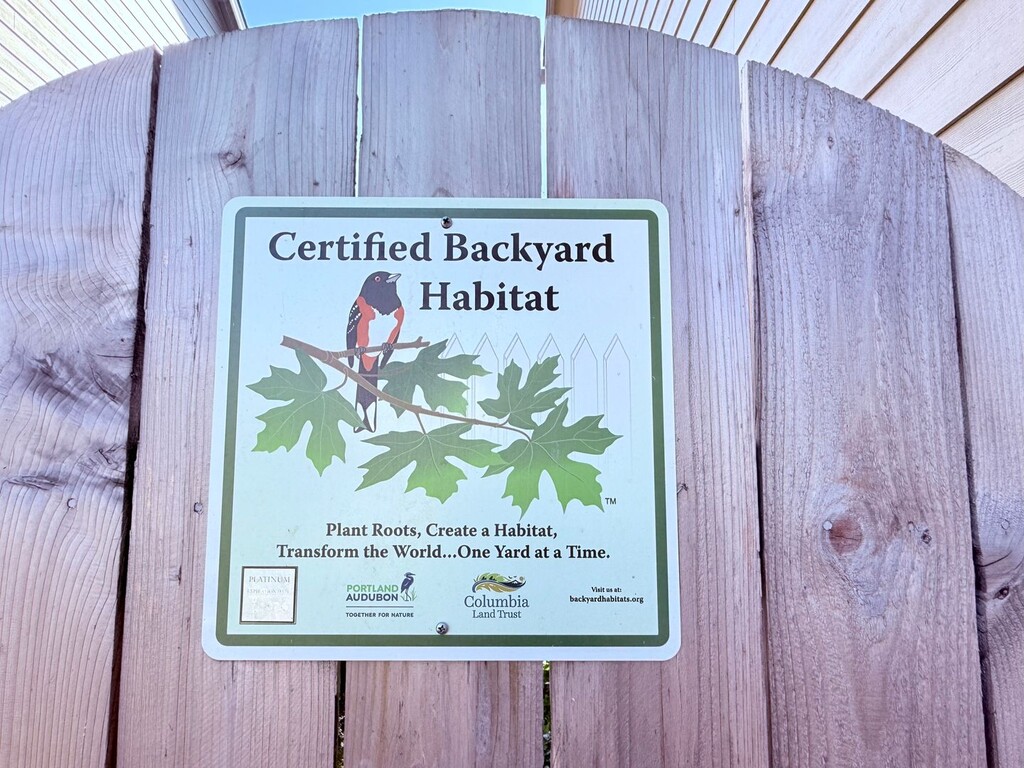 Certified Backyard
Habitat
TM
Plant Roots, Create a Habitat,
Transform the World...One Yard at a Time.
PLATINUM
PORTLAND
AUDUBON
TOGETHER FOR NATURE
Columbia
Land Trust
Visit us at:
backyardhabitats.org